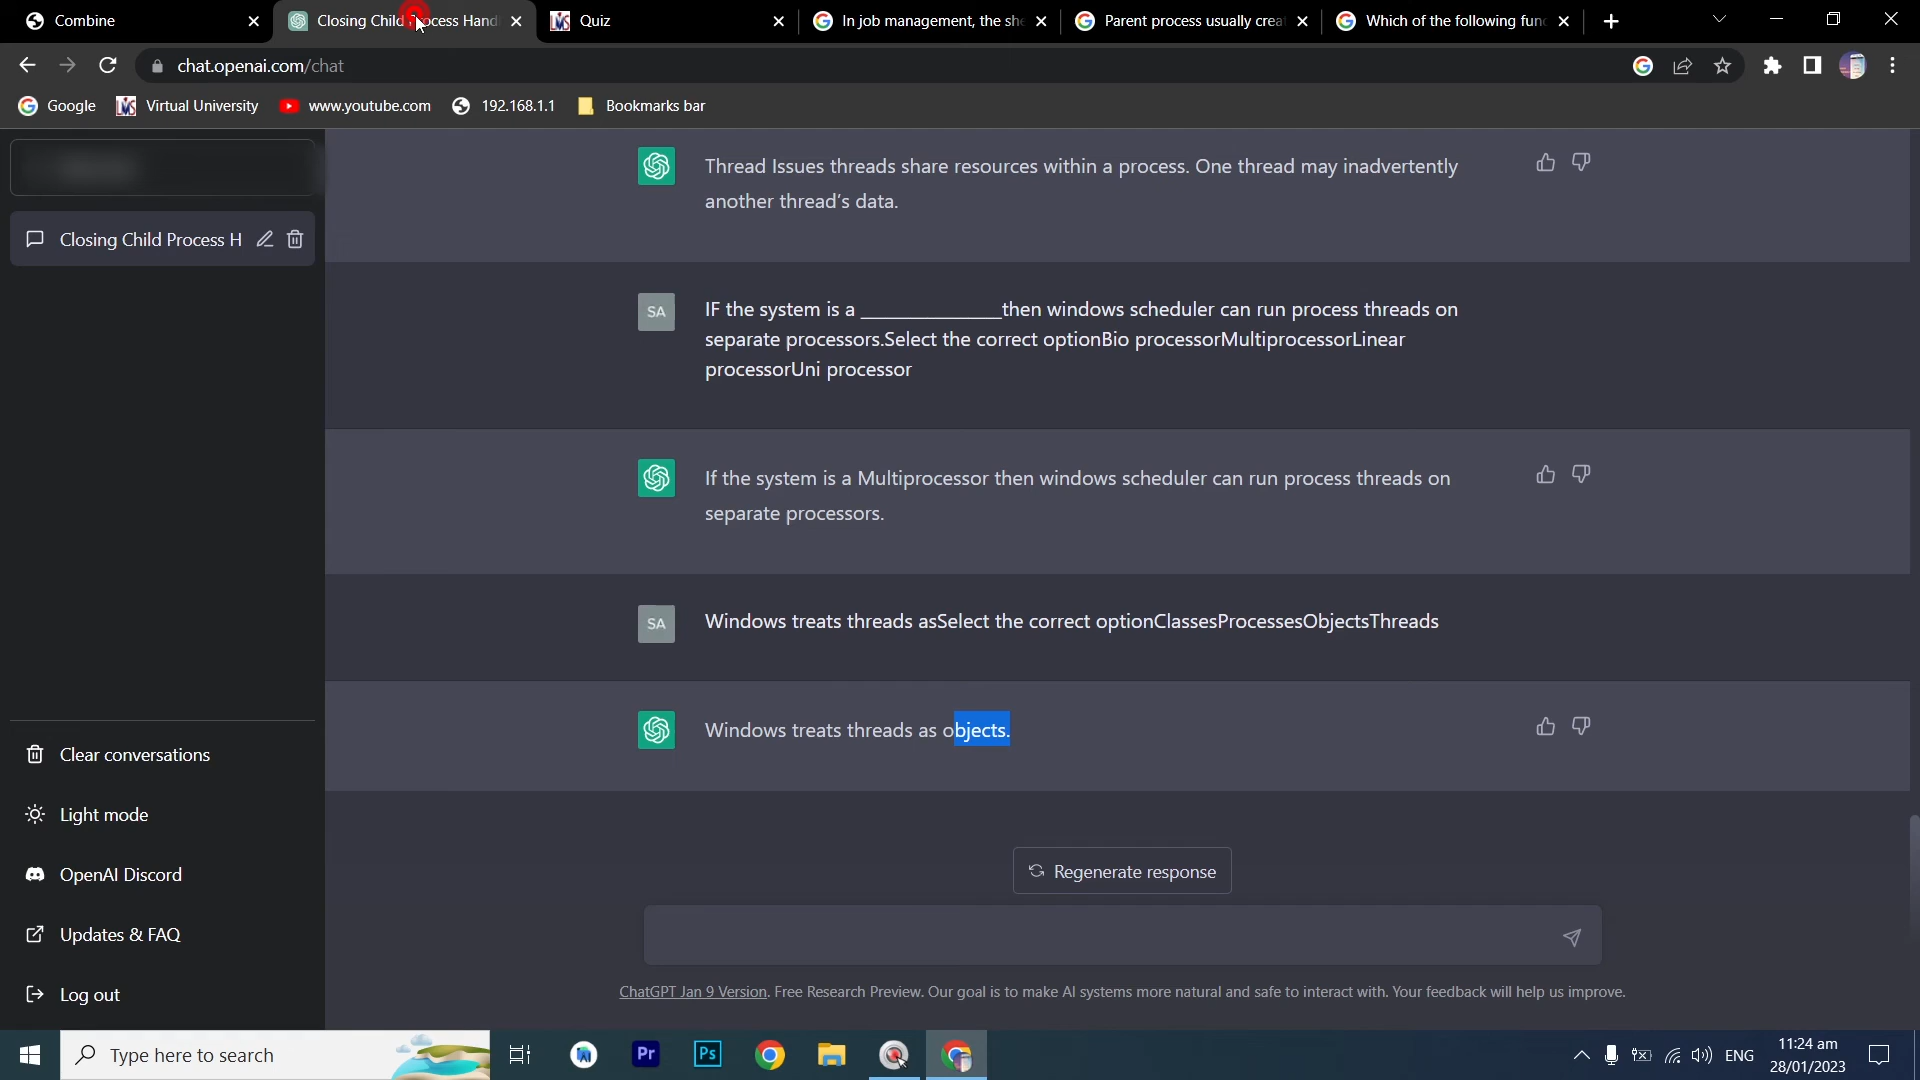 Combine
Closing Child Process Hand
Quiz
In job management, the she
Parent process usually crea
Which of the following fun
chat.openai.com/chat
Google
Virtual University
www.youtube.com
192.168.1.1
Bookmarks bar
Closing Child Process H
Thread Issues threads share resources within a process. One thread may inadvertently
another thread's data.
SA
IF the system is a ______________then windows scheduler can run process threads on
separate processors.Select the correct optionBio processorMultiprocessorLinear
processorUni processor
If the system is a Multiprocessor then windows scheduler can run process threads on
separate processors.
SA
Windows treats threads asSelect the correct optionClassesProcessesObjectsThreads
Windows treats threads as objects.
Clear conversations
Light mode
OpenAI Discord
Updates & FAQ
Log out
Regenerate response
ChatGPT Jan 9 Version. Free Research Preview. Our goal is to make AI systems more natural and safe to interact with. Your feedback will help us improve.
Type here to search
Pr
Ps
ENG
11:24 am
28/01/2023